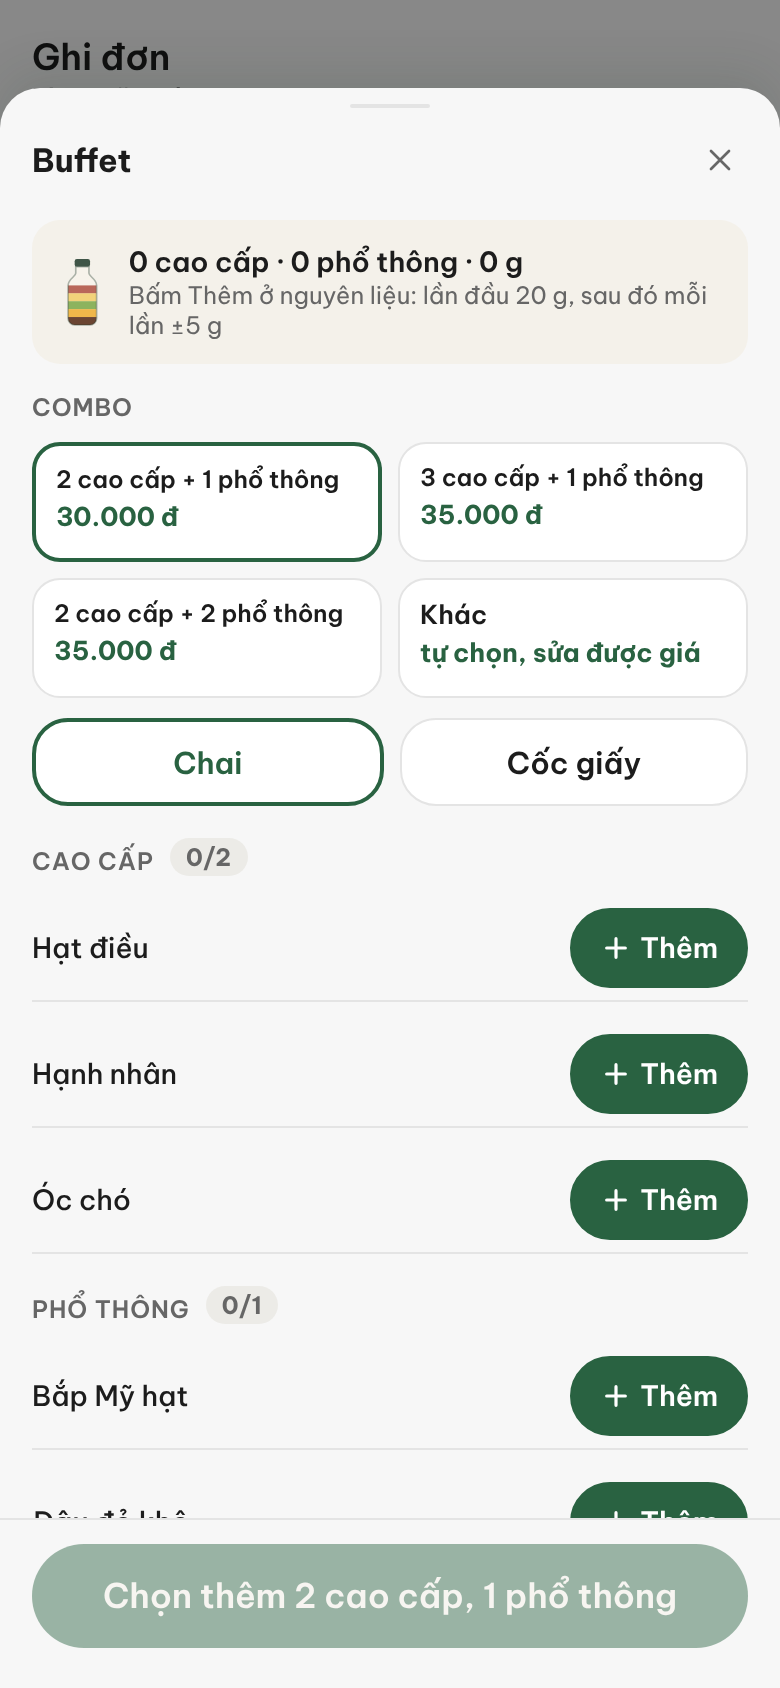 Ghi đơn
Buffet
0 cao cấp · 0 phổ thông · 0 g
Bấm Thêm ở nguyên liệu: lần đầu 20 g, sau đó mỗi
lần ±5 g
COMBO
2 cao cấp + 1 phổ thông
30.000 đ
3 cao cấp + 1 phổ thông
35.000 đ
2 cao cấp + 2 phổ thông
35.000 đ
Khác
tự chọn, sửa được giá
Chai
Cốc giấy
CAO CẤP 0/2
Hạt điều
+ Thêm
Hạnh nhân
+ Thêm
Óc chó
+ Thêm
PHỔ THÔNG 0/1
Bắp Mỹ hạt
+ Thêm
+ Thêm
Chọn thêm 2 cao cấp, 1 phổ thông